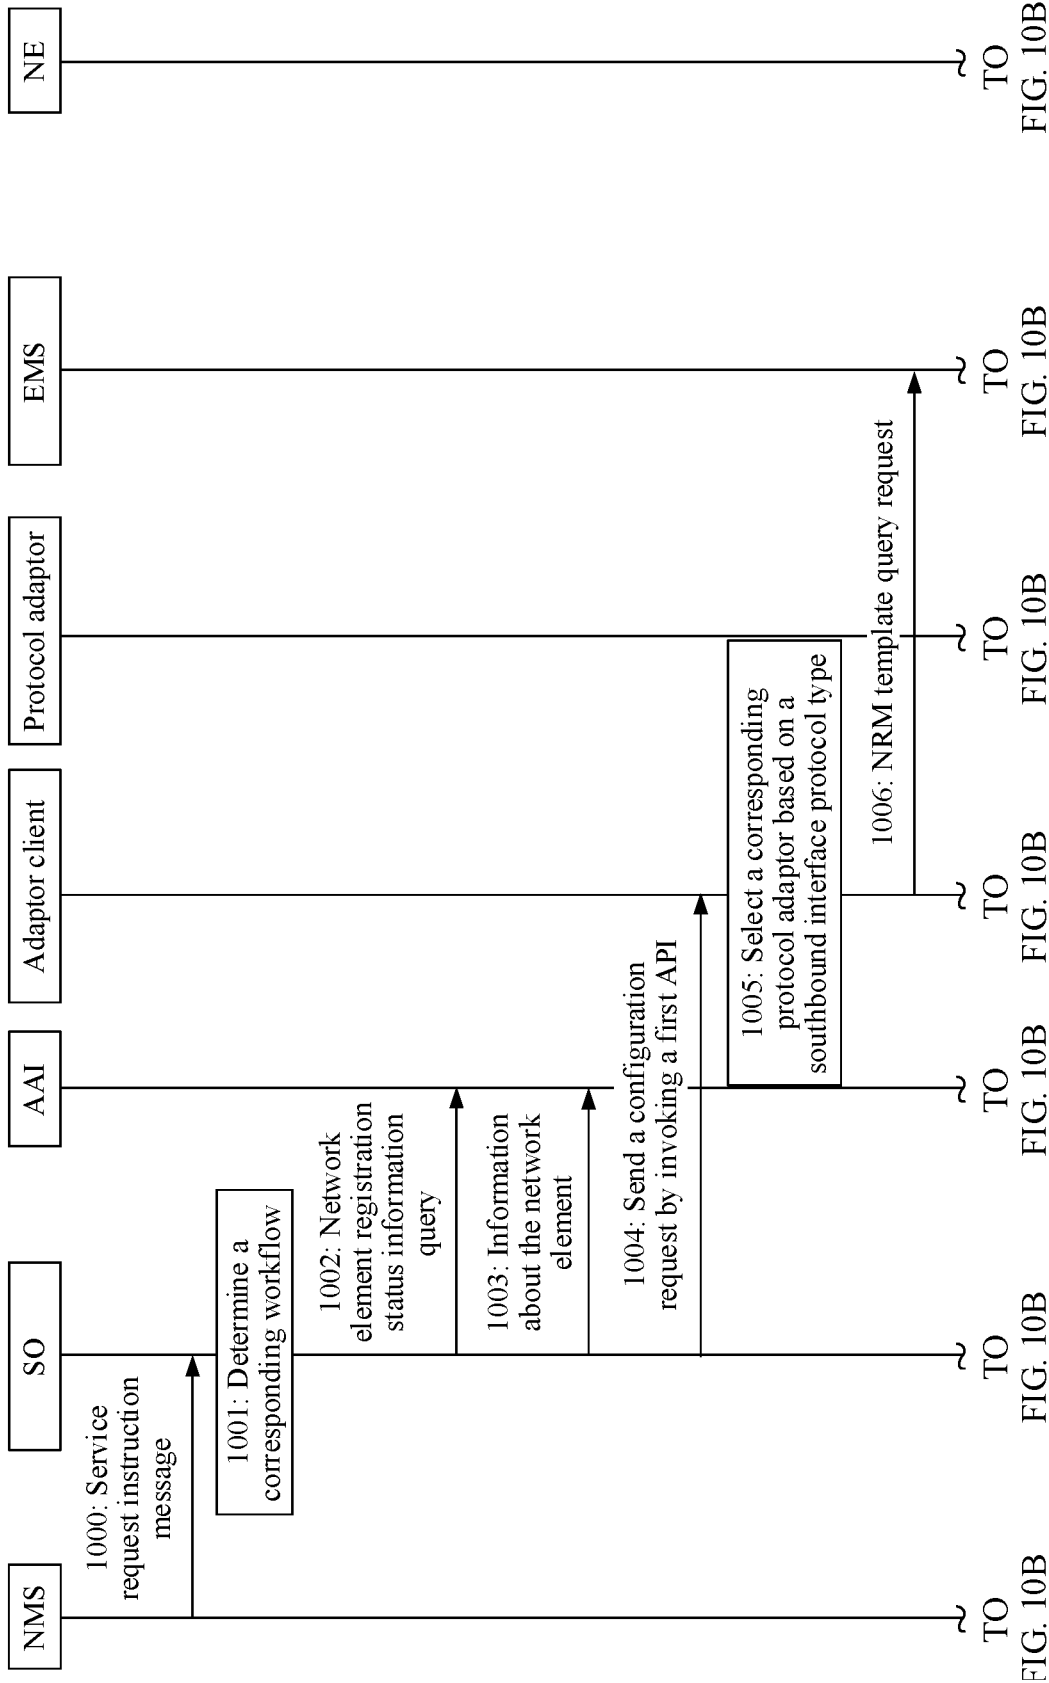 NMS
SO
AAI
Adaptor client
Protocol adaptor
EMS
NE
1000: Service
request instruction
message
1001: Determine a
corresponding workflow
1002: Network
element registration
status information
query
1003: Information
about the network
element
1004: Send a configuration
request by invoking a first API
1005: Select a corresponding
protocol adaptor based on a
southbound interface protocol type
1006: NRM template query request
TO
FIG. 10B
TO
FIG. 10B
TO
FIG. 10B
TO
FIG. 10B
TO
FIG. 10B
TO
FIG. 10B
TO
FIG. 10B